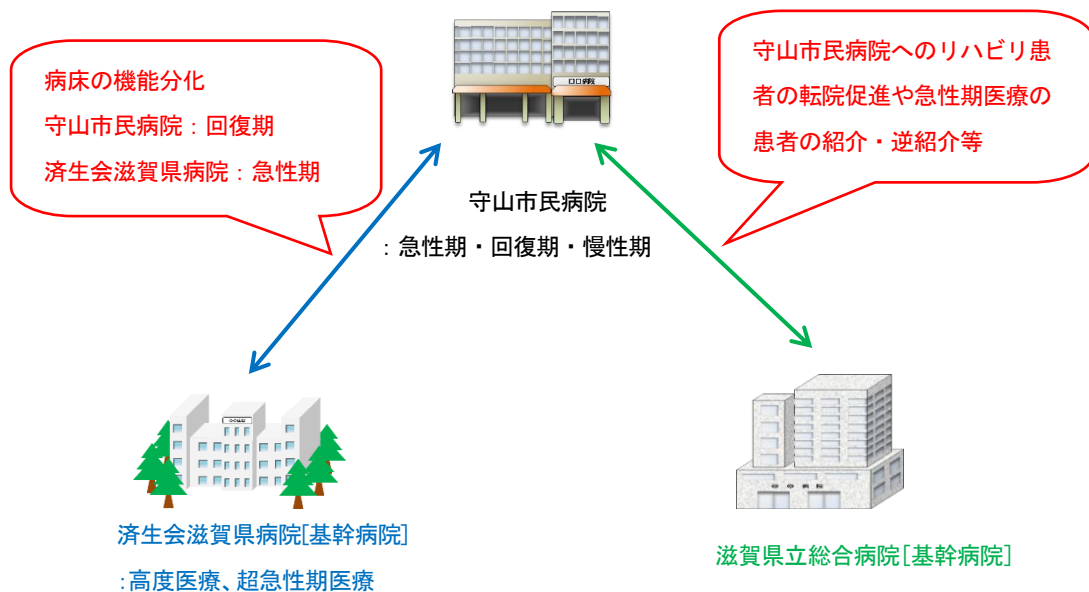 病床の機能分化
守山市民病院：回復期
済生会滋賀県病院：急性期
守山市民病院へのリハビリ患
者の転院促進や急性期医療の
患者の紹介・逆紹介等
守山市民病院
：急性期・回復期・慢性期
済生会滋賀県病院[基幹病院]
：高度医療、超急性期医療
滋賀県立総合病院[基幹病院]